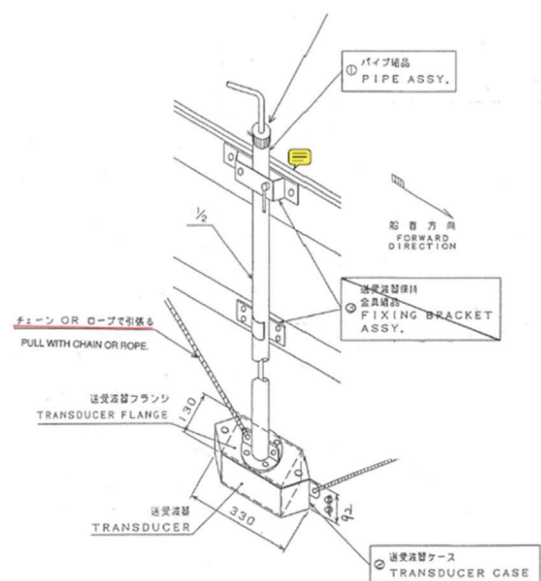 ① パイプ組品
PIPE ASSY.
船首方向
FORWARD
DIRECTION
1/2
送受波器保持
金具組品
FIXING BRACKET
ASSY.
チェーン OR ロープで引張る
PULL WITH CHAIN OR ROPE.
送受波器フランジ
TRANSDUCER FLANGE
130
送受波器
TRANSDUCER
330
92
② 送受波器ケース
TRANSDUCER CASE